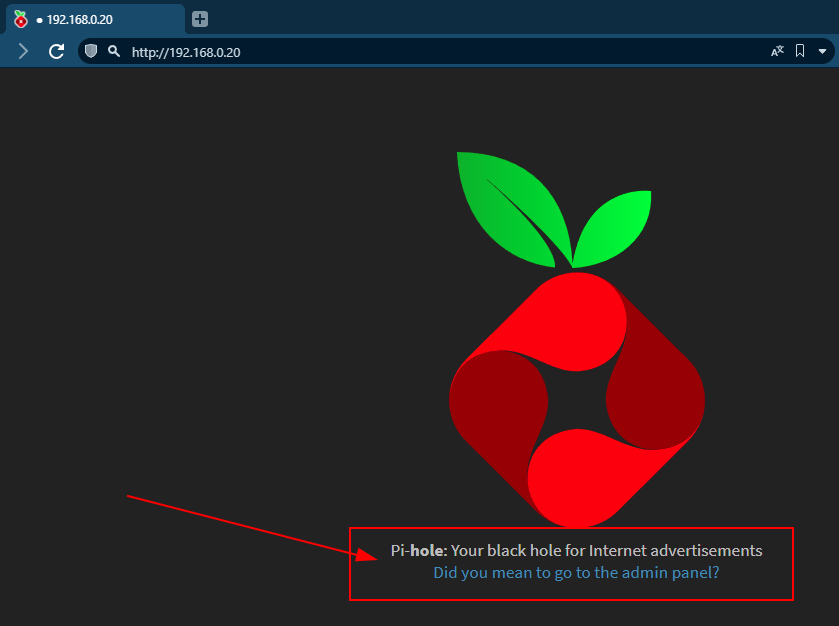 192.168.0.20
http://192.168.0.20
Pi-hole: Your black hole for Internet advertisements
Did you mean to go to the admin panel?